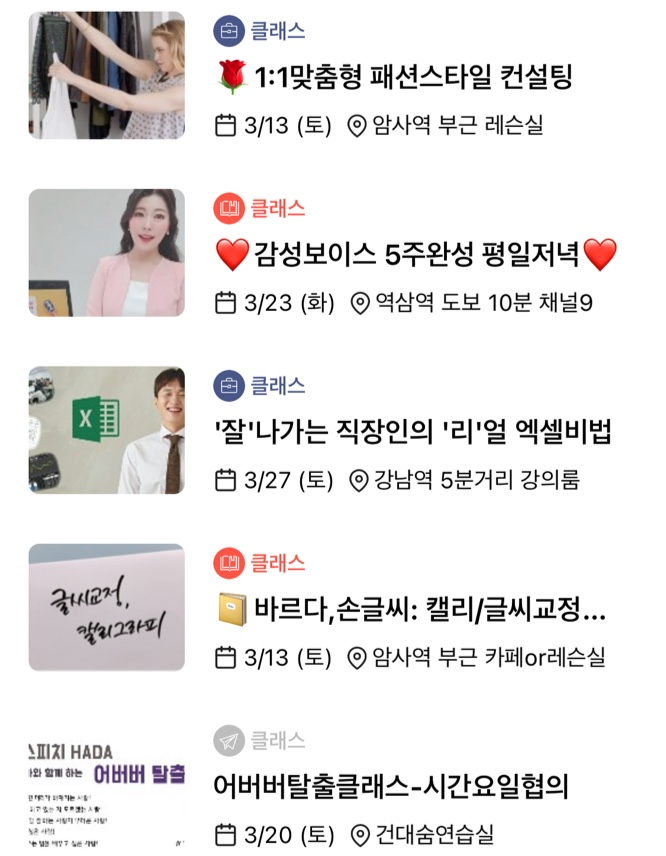 클래스
🌹 1:1맞춤형 패션스타일 컨설팅
3/13 (토) 암사역 부근 레슨실
클래스
❤️감성보이스 5주완성 평일저녁❤️
3/23 (화) 역삼역 도보 10분 채널9
X
클래스
'잘'나가는 직장인의 '리'얼 엑셀비법
3/27 (토) 강남역 5분거리 강의룸
글씨교정,
캘리그라피
클래스
📒 바르다,손글씨: 캘리/글씨교정...
3/13 (토) 암사역 부근 카페or레슨실
스피치 HADA
와 함께 하는 어버버 탈출
클래스
어버버탈출클래스-시간요일협의
3/20 (토) 건대숨연습실